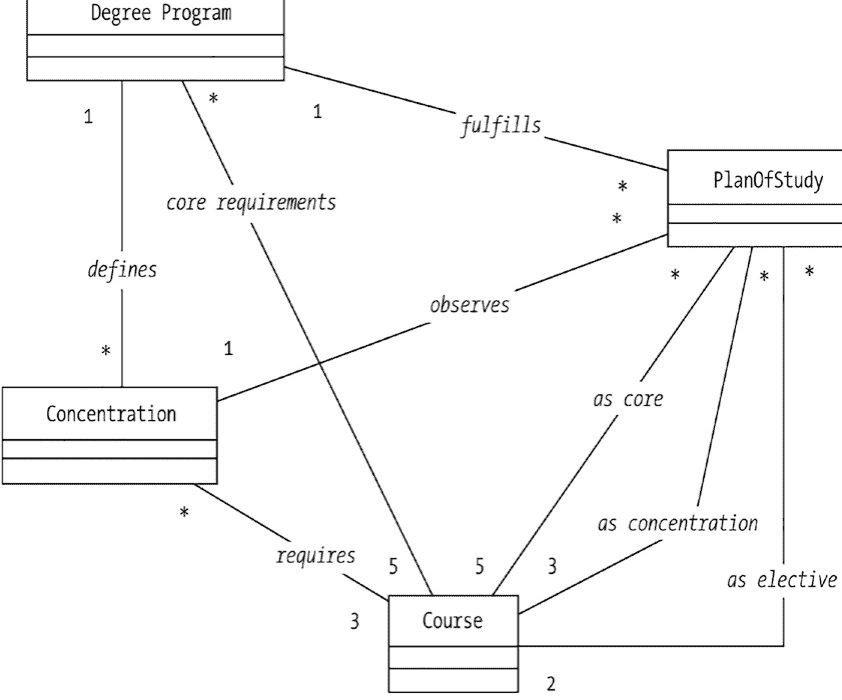 Degree Program
1
*
1
fulfills
PlanOfStudy
*
*
core requirements
defines
*
*
*
observes
*
1
Concentration
as core
*
as concentration
requires
5
5
3
as elective
3
Course
2